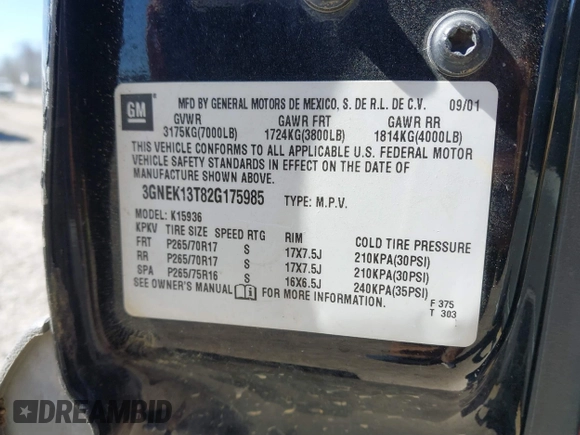 GM
MFD BY GENERAL MOTORS DE MEXICO, S. DE R.L. DE C.V. 09/01
GVWR GAWR FRT GAWR RR
3175KG(7000LB) 1724KG(3800LB) 1814KG(4000LB)
THIS VEHICLE CONFORMS TO ALL APPLICABLE U.S. FEDERAL MOTOR
VEHICLE SAFETY STANDARDS IN EFFECT ON THE DATE OF
MANUFACTURE SHOWN ABOVE.
3GNEK13T82G175985 TYPE: M.P.V.
MODEL: K15936
KPKV TIRE SIZE SPEED RTG RIM COLD TIRE PRESSURE
FRT P265/70R17 S 17X7.5J 210KPA(30PSI)
RR P265/70R17 S 17X7.5J 210KPA(30PSI)
SPA P265/75R16 S 16X6.5J 240KPA(35PSI)
SEE OWNER'S MANUAL FOR MORE INFORMATION.
F 375
T 303
DREAMBID